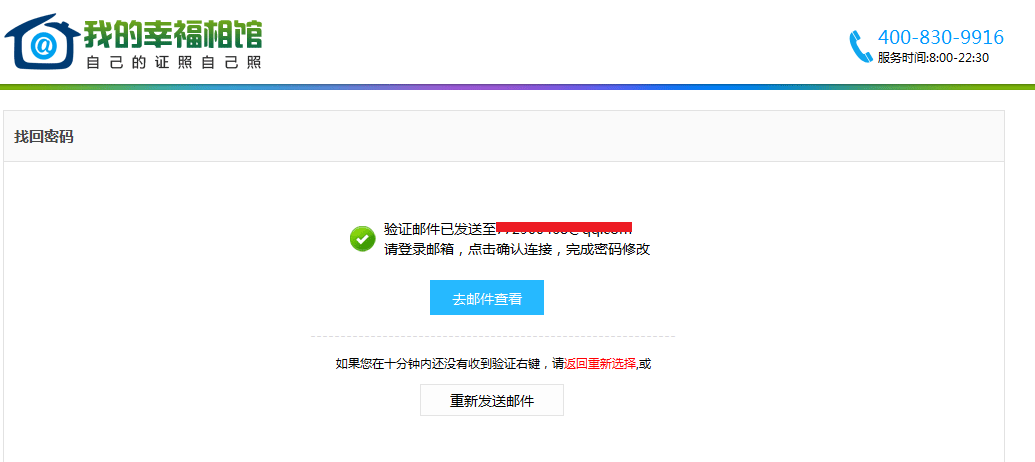 我的幸福相馆
自己的证照自己照
400-830-9916
服务时间:8:00-22:30
找回密码
验证邮件已发送至
请登录邮箱，点击确认连接，完成密码修改
去邮件查看
如果您在十分钟内还没有收到验证右键，请返回重新选择,或
重新发送邮件